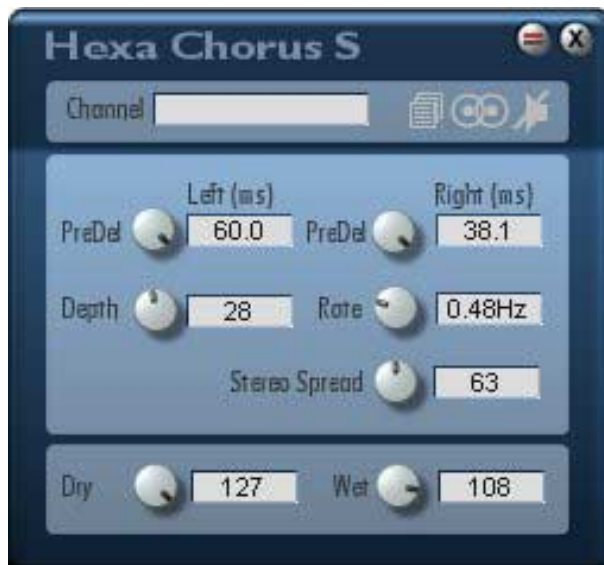 Hexa Chorus S
Channel
Left (ms) Right (ms)
PreDel 60.0 PreDel 38.1
Depth 28 Rate 0.48Hz
Stereo Spread 63
Dry 127 Wet 108